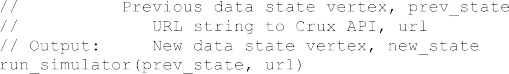 //          Previous data state vertex, prev_state
//             URL string to Crux API, url
// Output:     New data state vertex, new_state
run_simulator(prev_state, url)